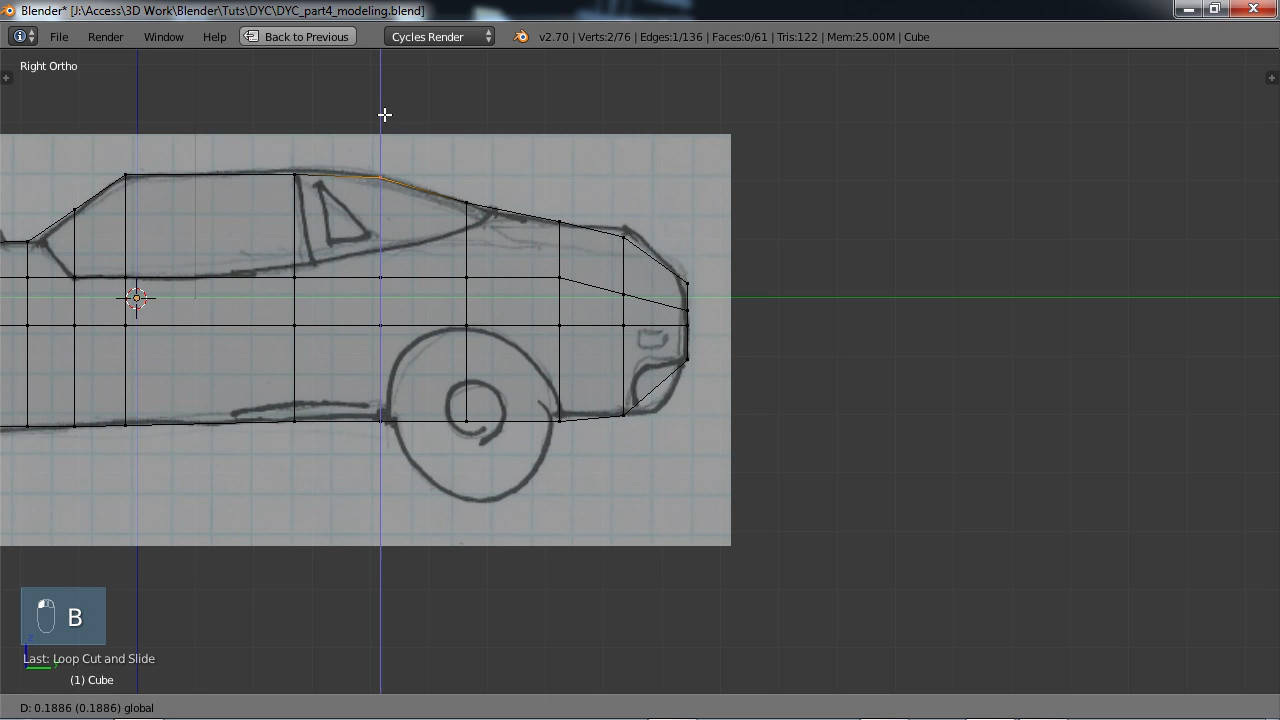 Blender* [J:\Access\3D Work\Blender\Tuts\DYC\DYC_part4_modeling.blend]
File Render Window Help Back to Previous Cycles Render v2.70 | Verts:2/76 | Edges:1/136 | Faces:0/61 | Tris:122 | Mem:25.00M | Cube
Right Ortho
B
z
Last: Loop Cut and Slide
(1) Cube
D: 0.1886 (0.1886) global